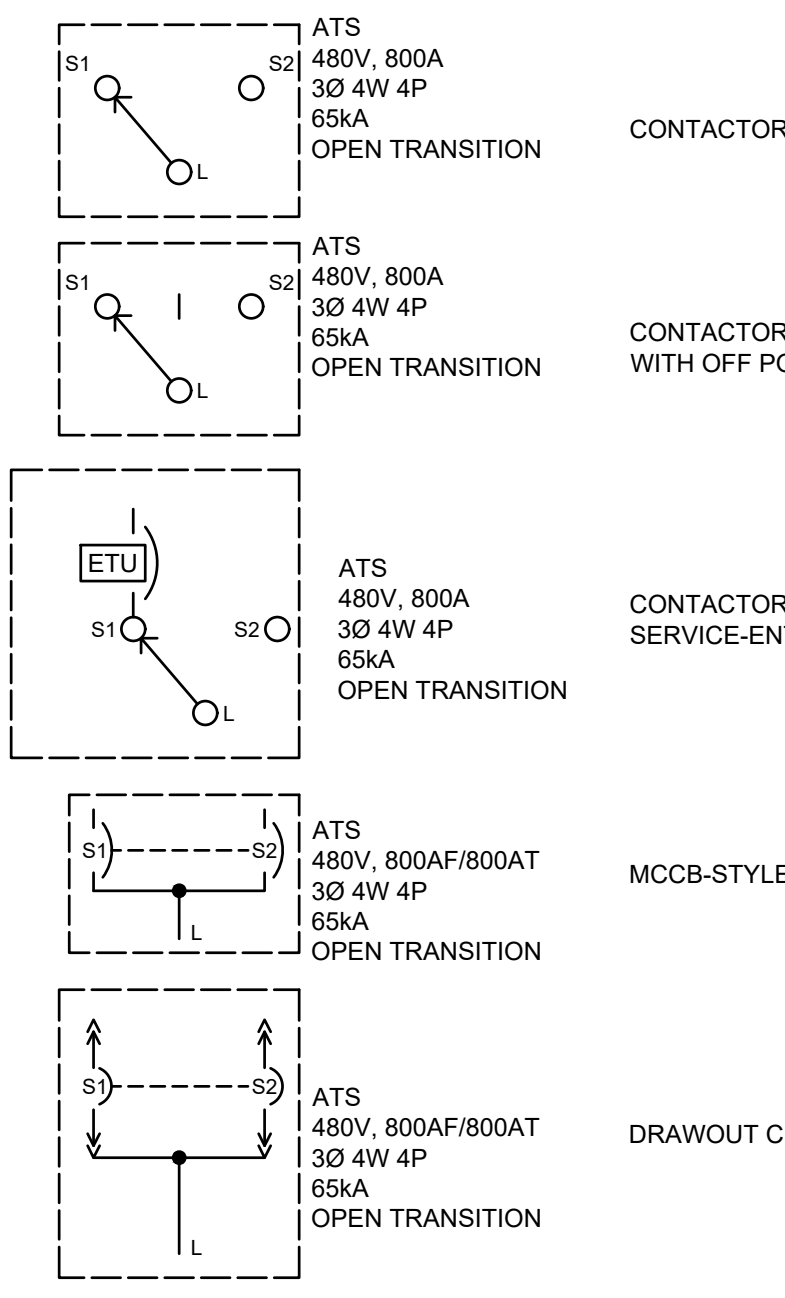 S1
S2
L
ATS
480V, 800A
3Ø 4W 4P
65kA
OPEN TRANSITION
CONTACTOR
S1
S2
L
ATS
480V, 800A
3Ø 4W 4P
65kA
OPEN TRANSITION
CONTACTOR
WITH OFF PO
ETU
S1
S2
L
ATS
480V, 800A
3Ø 4W 4P
65kA
OPEN TRANSITION
CONTACTOR
SERVICE-ENT
S1
S2
L
ATS
480V, 800AF/800AT
3Ø 4W 4P
65kA
OPEN TRANSITION
MCCB-STYLE
S1
S2
L
ATS
480V, 800AF/800AT
3Ø 4W 4P
65kA
OPEN TRANSITION
DRAWOUT C